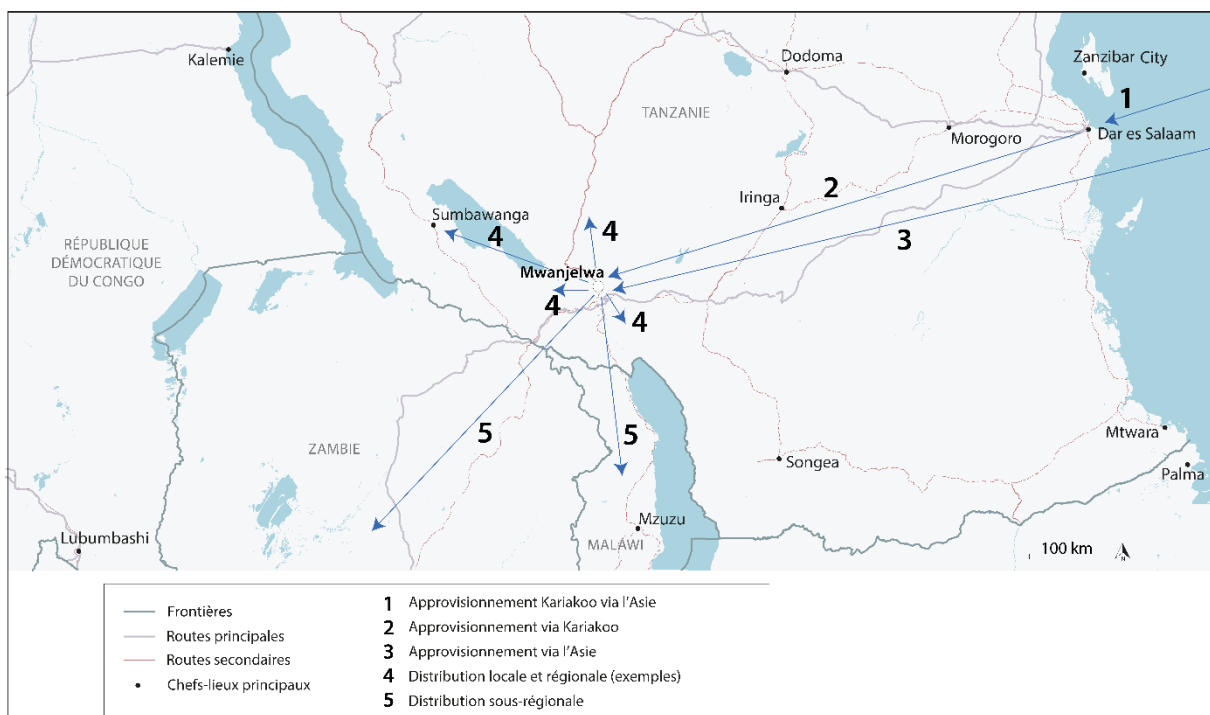 Kalemie
Dodoma
Zanzibar City
1
TANZANIE
Dar es Salaam
Morogoro
2
Iringa
Sumbawanga
4
4
3
RÉPUBLIQUE
DÉMOCRATIQUE
DU CONGO
Mwanjelwa
4
4
ZAMBIE
5
5
Songea
Mtwara
Palma
Mzuzu
Lubumbashi
MALAWI
100 km
N
Frontières
Routes principales
Routes secondaires
Chefs-lieux principaux
1 Approvisionnement Kariakoo via l'Asie
2 Approvisionnement via Kariakoo
3 Approvisionnement via l'Asie
4 Distribution locale et régionale (exemples)
5 Distribution sous-régionale